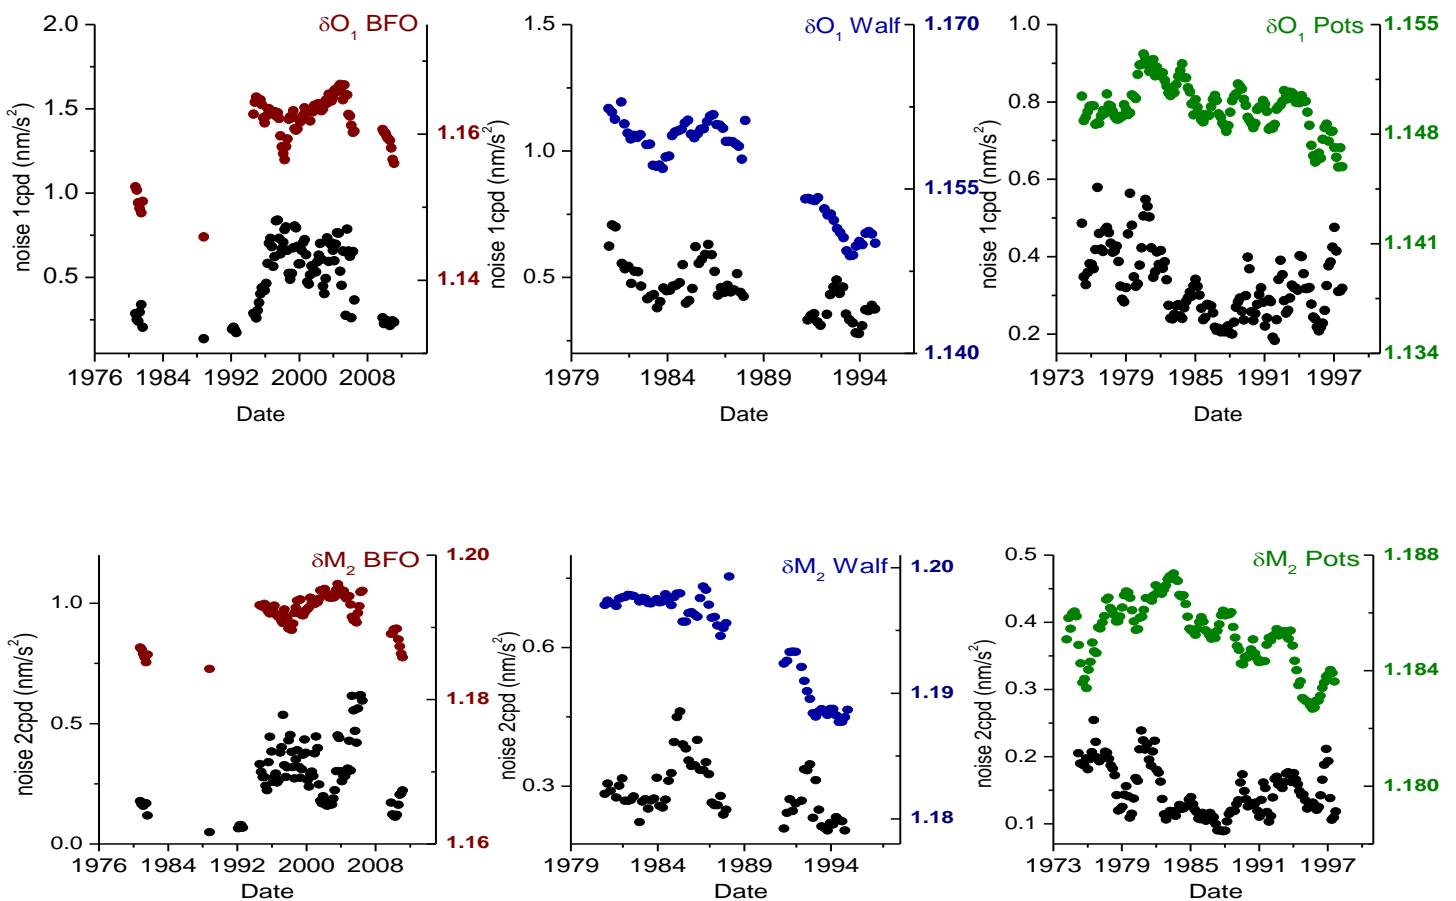 2.0
1.5
1.0
0.5
noise 1cpd (nm/s²)
δO₁ BFO
1.16
1.14
1976 1984 1992 2000 2008
Date
1.5
1.0
0.5
noise 1cpd (nm/s²)
δO₁ Walf
1.170
1.155
1.140
1979 1984 1989 1994
Date
1.0
0.8
0.6
0.4
0.2
noise 1cpd (nm/s²)
δO₁ Pots
1.155
1.148
1.141
1.134
1973 1979 1985 1991 1997
Date
1.0
0.5
0.0
noise 2cpd (nm/s²)
δM₂ BFO
1.20
1.18
1.16
1976 1984 1992 2000 2008
Date
0.6
0.3
noise 2cpd (nm/s²)
δM₂ Walf
1.20
1.19
1.18
1979 1984 1989 1994
Date
0.5
0.4
0.3
0.2
0.1
noise 2cpd (nm/s²)
δM₂ Pots
1.188
1.184
1.180
1973 1979 1985 1991 1997
Date